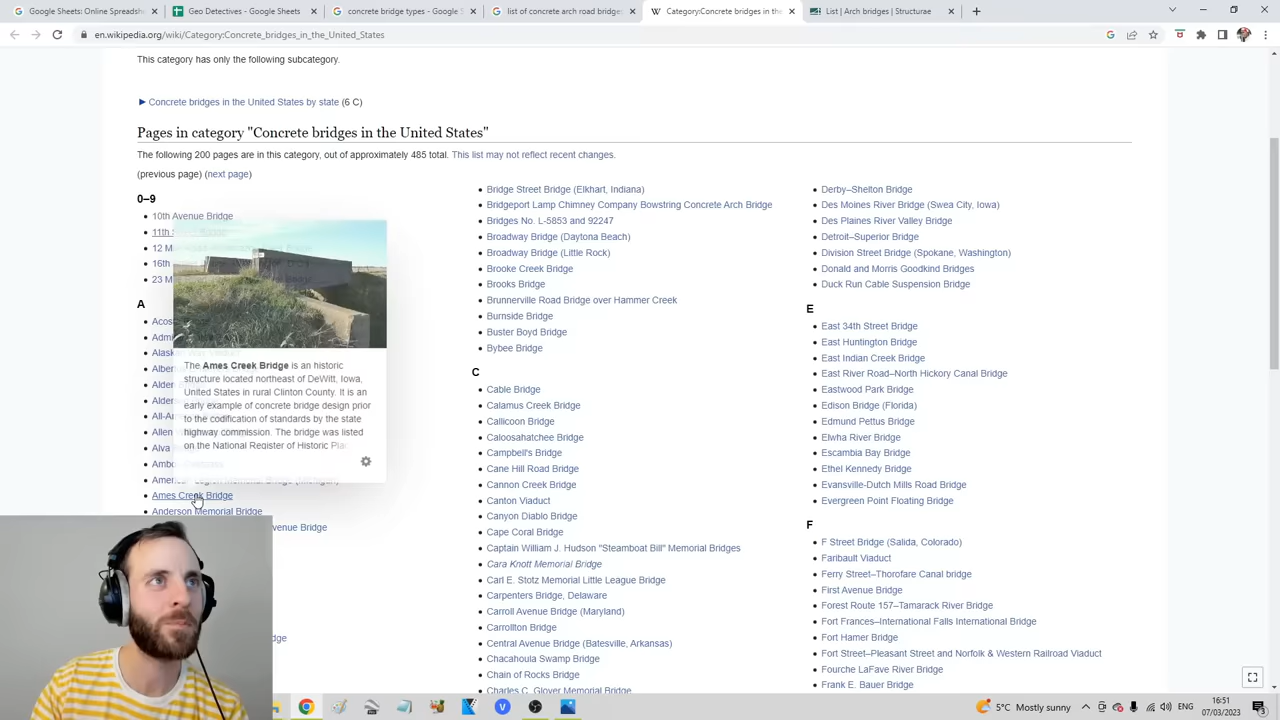 Google Sheets: Sign-in
Geo Detectives - Google Sheets
concrete bridge types - Google S
list of concrete arch road bridges
Category:Concrete bridges in the
List Arch bridges | Structurae
en.wikipedia.org/wiki/Category:Concrete_bridges_in_the_United_States
This category has only the following subcategory.
► Concrete bridges in the United States by state (6 C)
Pages in category "Concrete bridges in the United States"
The following 200 pages are in this category, out of approximately 485 total. This list may not reflect recent changes.
(previous page) (next page)
0–9
10th Avenue Bridge
11th
12 M
16th
23 M
A
Acos
Admi
Alask
Albe
Alden
Alde
All-A
Allen
Alva
Amb
Ameri
Ames Creek Bridge
Anderson Memorial Bridge
venue Bridge
dge
The Ames Creek Bridge is an historic
structure located northeast of DeWitt, Iowa,
United States in rural Clinton County. It is an
early example of concrete bridge design prior
to the codification of standards by the state
highway commission. The bridge was listed
on the National Register of Historic Pla
Bridge Street Bridge (Elkhart, Indiana)
Bridgeport Lamp Chimney Company Bowstring Concrete Arch Bridge
Bridges No. L-5853 and 92247
Broadway Bridge (Daytona Beach)
Broadway Bridge (Little Rock)
Brooke Creek Bridge
Brooks Bridge
Brunnerville Road Bridge over Hammer Creek
Burnside Bridge
Buster Boyd Bridge
Bybee Bridge
C
Cable Bridge
Calamus Creek Bridge
Callicoon Bridge
Caloosahatchee Bridge
Campbell's Bridge
Cane Hill Road Bridge
Cannon Creek Bridge
Canton Viaduct
Canyon Diablo Bridge
Cape Coral Bridge
Captain William J. Hudson "Steamboat Bill" Memorial Bridges
Cara Knott Memorial Bridge
Carl E. Stotz Memorial Little League Bridge
Carpenters Bridge, Delaware
Carroll Avenue Bridge (Maryland)
Carrollton Bridge
Central Avenue Bridge (Batesville, Arkansas)
Chacahoula Swamp Bridge
Chain of Rocks Bridge
Charles C. Glover Memorial Bridge
Derby–Shelton Bridge
Des Moines River Bridge (Swea City, Iowa)
Des Plaines River Valley Bridge
Detroit–Superior Bridge
Division Street Bridge (Spokane, Washington)
Donald and Morris Goodkind Bridges
Duck Run Cable Suspension Bridge
E
East 34th Street Bridge
East Huntington Bridge
East Indian Creek Bridge
East River Road–North Hickory Canal Bridge
Eastwood Park Bridge
Edison Bridge (Florida)
Edmund Pettus Bridge
Elwha River Bridge
Escambia Bay Bridge
Ethel Kennedy Bridge
Evansville-Dutch Mills Road Bridge
Evergreen Point Floating Bridge
F
F Street Bridge (Salida, Colorado)
Faribault Viaduct
Ferry Street–Thorofare Canal bridge
First Avenue Bridge
Forest Route 157–Tamarack River Bridge
Fort Frances–International Falls International Bridge
Fort Hamer Bridge
Fort Street–Pleasant Street and Norfolk & Western Railroad Viaduct
Fourche LaFave River Bridge
Frank E. Bauer Bridge
5°C Mostly sunny
ENG
16:51
07/03/2023